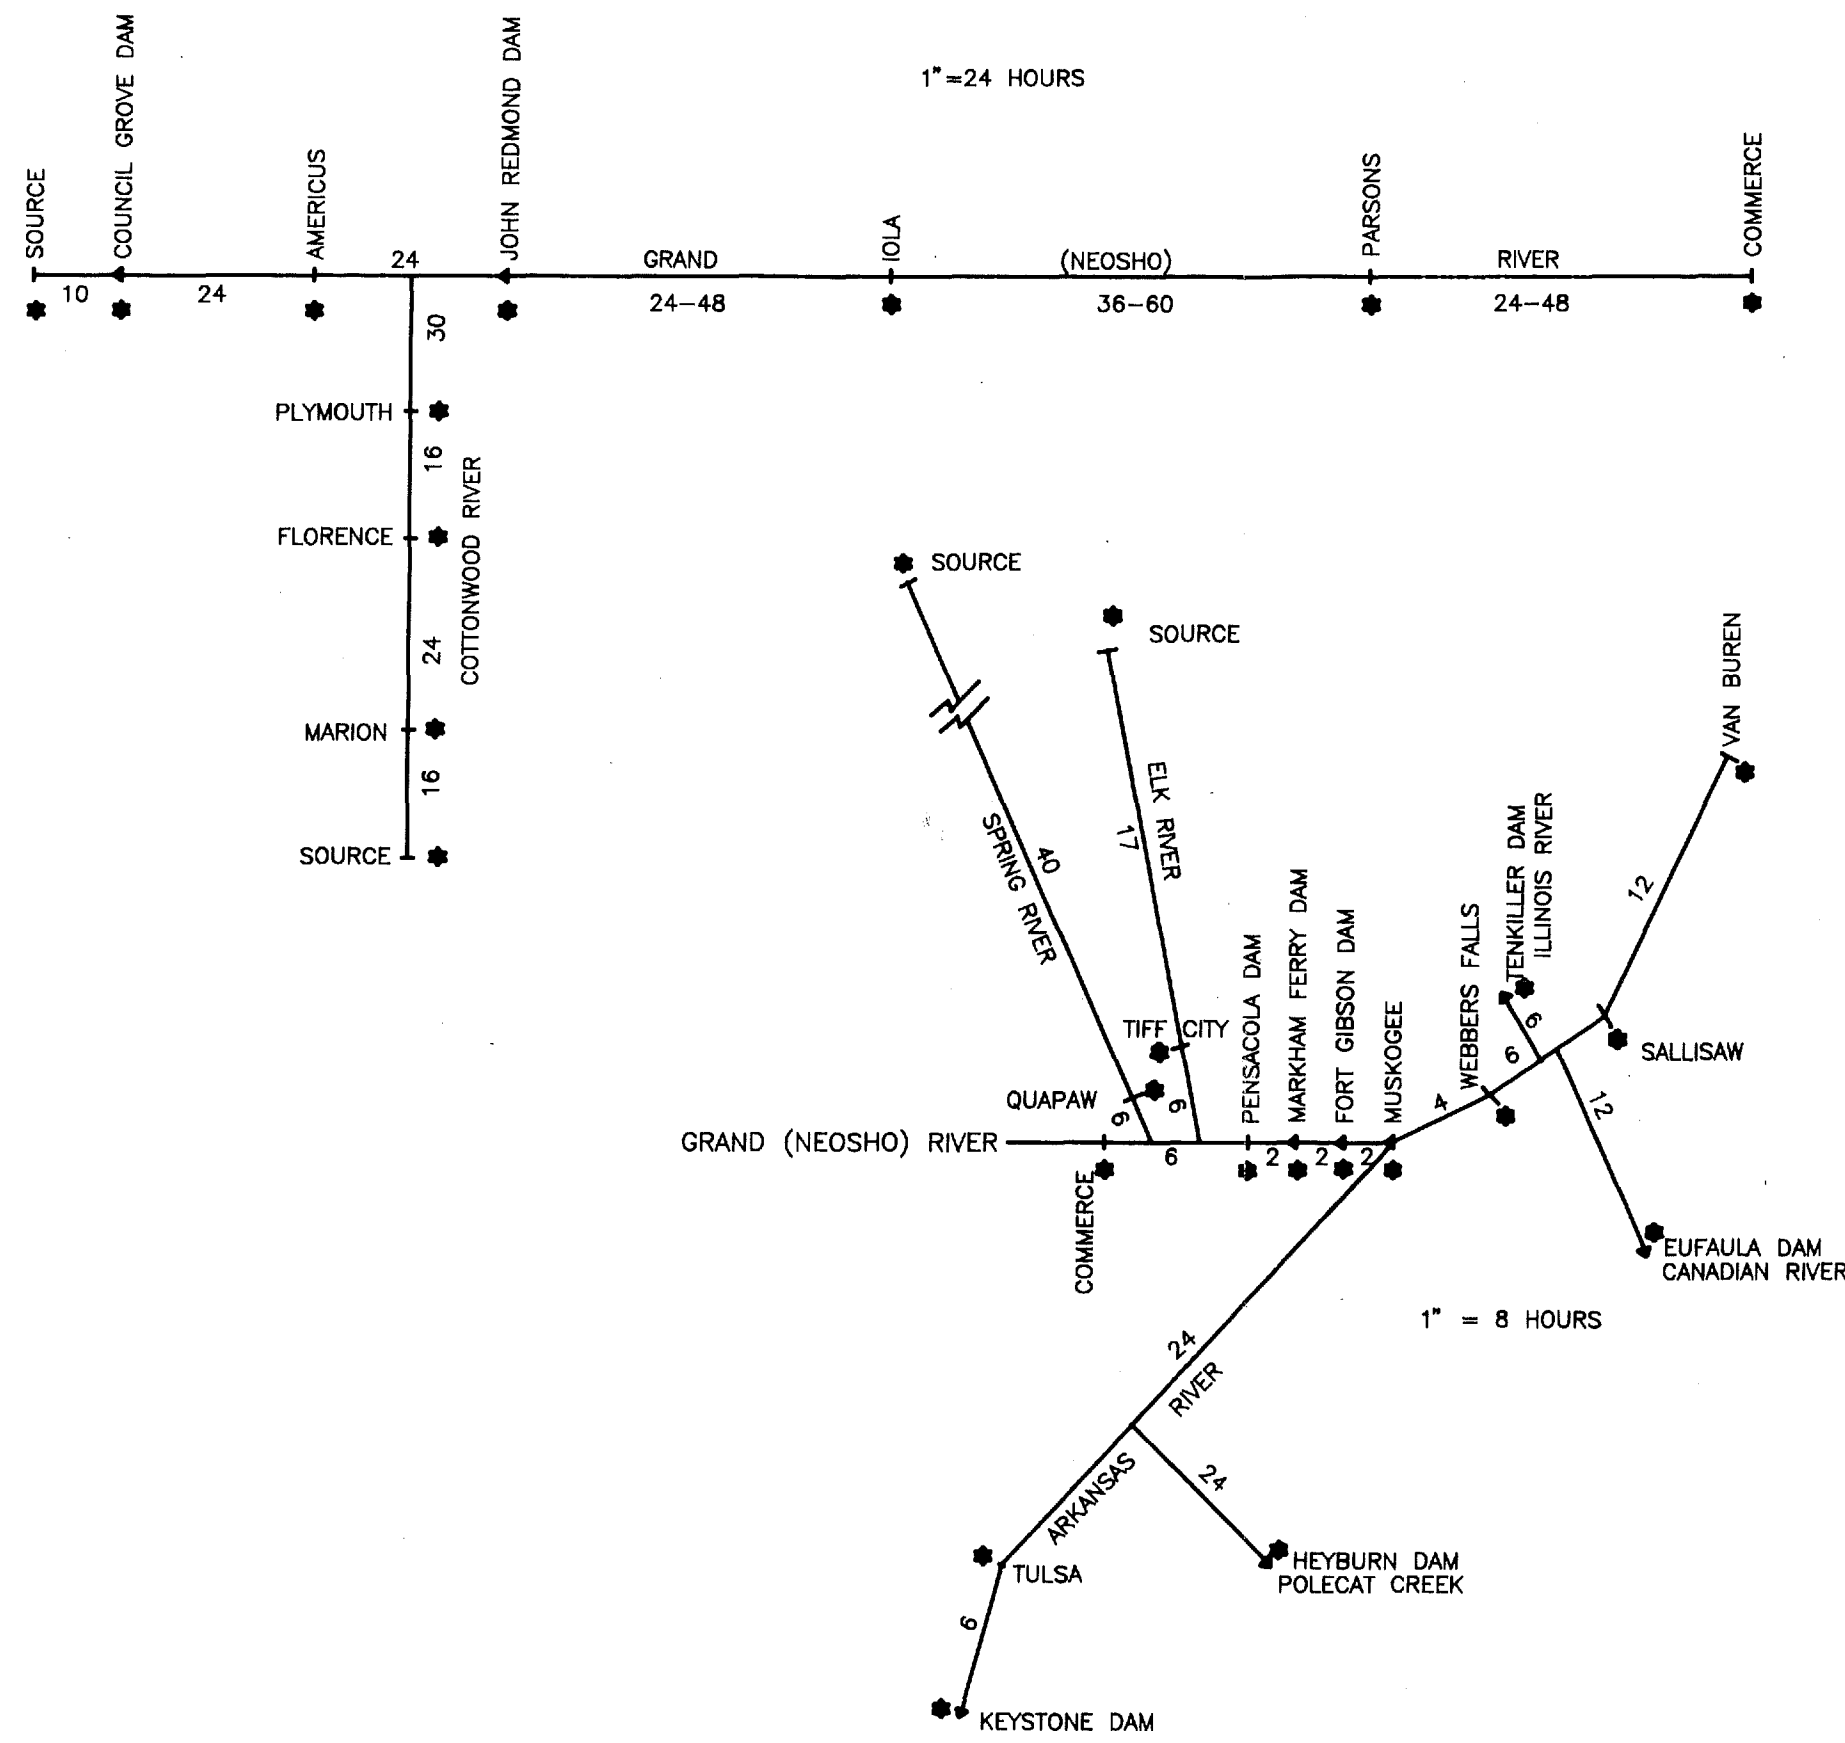 1"=24 HOURS
SOURCE
COUNCIL GROVE DAM
AMERICUS
JOHN REDMOND DAM
IOLA
PARSONS
COMMERCE
24
GRAND
(NEOSHO)
RIVER
10
24
24-48
36-60
24-48
30
PLYMOUTH
16
FLORENCE
COTTONWOOD RIVER
24
MARION
16
SOURCE
SOURCE
SOURCE
SPRING RIVER
40
ELK RIVER
17
VAN BUREN
12
TENKILLER DAM
ILLINOIS RIVER
6
6
SALLISAW
WEBBERS FALLS
4
12
TIFF CITY
6
QUAPAW
6
PENSACOLA DAM
MARKHAM FERRY DAM
FORT GIBSON DAM
MUSKOGEE
GRAND (NEOSHO) RIVER
6
2
2
2
COMMERCE
EUFAULA DAM
CANADIAN RIVER
1" = 8 HOURS
24
ARKANSAS RIVER
24
HEYBURN DAM
POLECAT CREEK
TULSA
6
KEYSTONE DAM